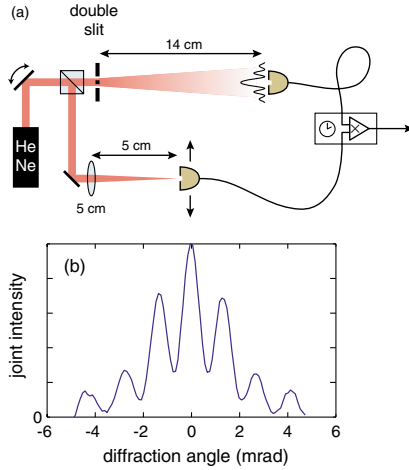 (a)
double
slit
14 cm
He
Ne
5 cm
5 cm
(b)
joint intensity
0
-6 -4 -2 0 2 4 6
diffraction angle (mrad)